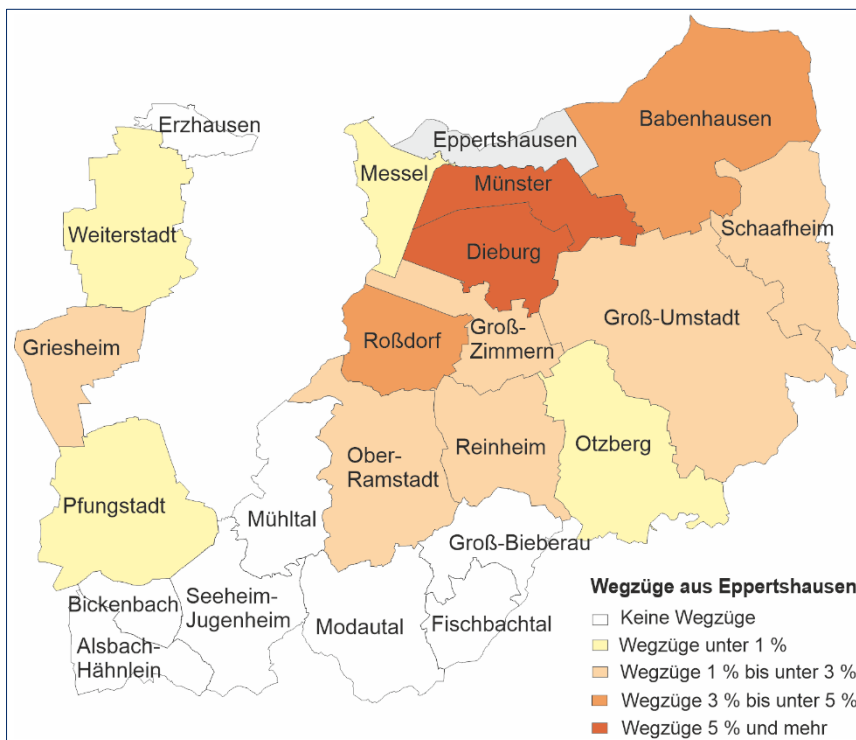 Erzhausen
Babenhausen
Eppertshausen
Messel
Münster
Schaafheim
Weiterstadt
Dieburg
Groß-Umstadt
Griesheim
Roßdorf
Groß-
Zimmern
Ober-
Ramstadt
Reinheim
Otzberg
Pfungstadt
Mühltal
Groß-Bieberau
Bickenbach
Seeheim-
Jugenheim
Modautal
Fischbachtal
Alsbach-
Hähnlein
Wegzüge aus Eppertshausen
Keine Wegzüge
Wegzüge unter 1 %
Wegzüge 1 % bis unter 3 %
Wegzüge 3 % bis unter 5 %
Wegzüge 5 % und mehr